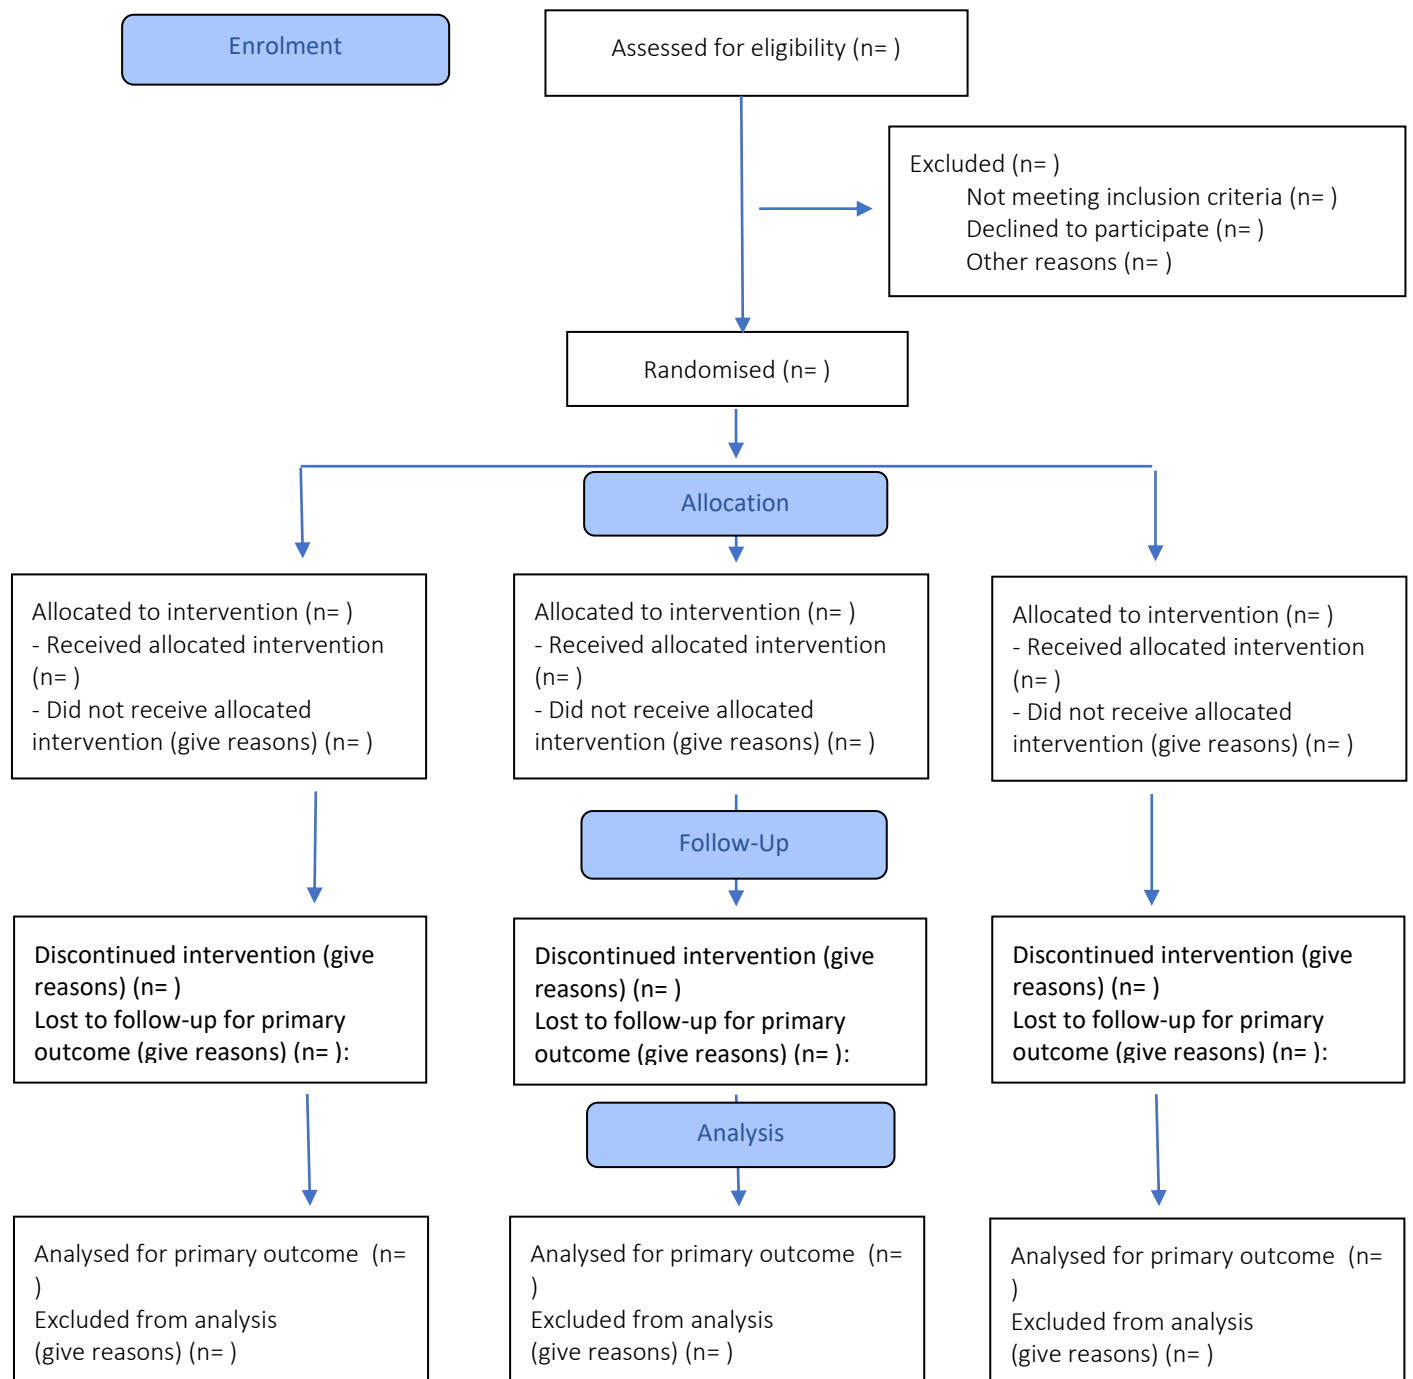 Enrolment
Assessed for eligibility (n= )
Excluded (n= )
Not meeting inclusion criteria (n= )
Declined to participate (n= )
Other reasons (n= )
Randomised (n= )
Allocation
Allocated to intervention (n= )
- Received allocated intervention
(n= )
- Did not receive allocated
intervention (give reasons) (n= )
Allocated to intervention (n= )
- Received allocated intervention
(n= )
- Did not receive allocated
intervention (give reasons) (n= )
Allocated to intervention (n= )
- Received allocated intervention
(n= )
- Did not receive allocated
intervention (give reasons) (n= )
Follow-Up
Discontinued intervention (give
reasons) (n= )
Lost to follow-up for primary
outcome (give reasons) (n= ):
Discontinued intervention (give
reasons) (n= )
Lost to follow-up for primary
outcome (give reasons) (n= ):
Discontinued intervention (give
reasons) (n= )
Lost to follow-up for primary
outcome (give reasons) (n= ):
Analysis
Analysed for primary outcome  (n=
)
Excluded from analysis
(give reasons) (n= )
Analysed for primary outcome  (n=
)
Excluded from analysis
(give reasons) (n= )
Analysed for primary outcome  (n=
)
Excluded from analysis
(give reasons) (n= )